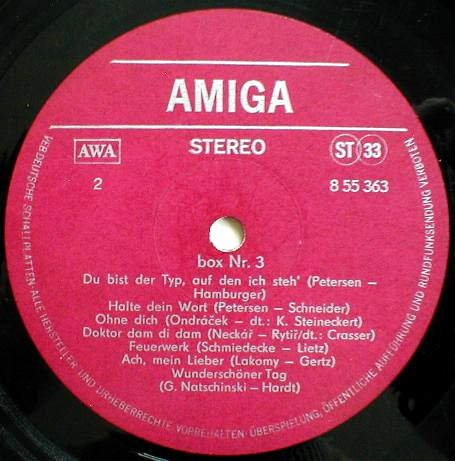 AMIGA
AWA
STEREO
ST 33
2
8 55 363
box Nr. 3
Du bist der Typ, auf den ich steh' (Petersen –
Hamburger)
Halte dein Wort (Petersen – Schneider)
Ohne dich (Ondráček – dt.: K. Steineckert)
Doktor dam di dam (Neckář – Rytíř/dt.: Crasser)
Feuerwerk (Schmiedecke – Lietz)
Ach, mein Lieber (Lakomy – Gertz)
Wunderschöner Tag
(G. Natschinski – Hardt)
VEB DEUTSCHE SCHALLPLATTEN · ALLE HERSTELLER- UND URHEBERRECHTE VORBEHALTEN · ÜBERSPIELUNG, ÖFFENTLICHE AUFFÜHRUNG UND RUNDFUNKSENDUNG VERBOTEN